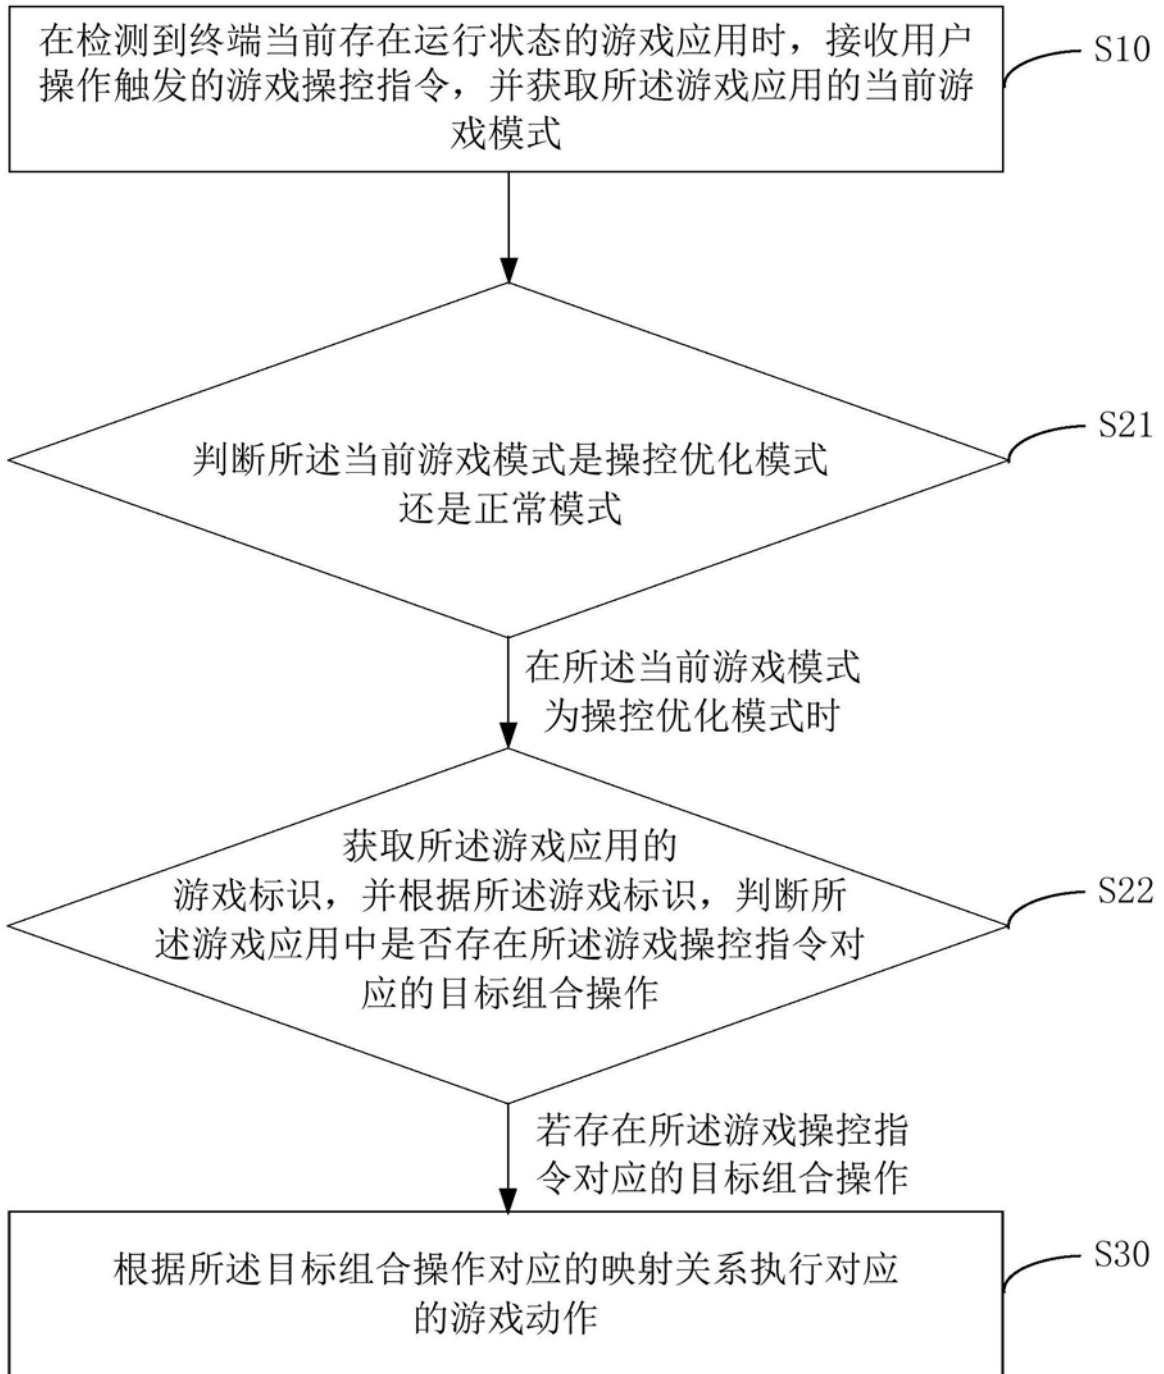 在检测到终端当前存在运行状态的游戏应用时，接收用户
操作触发的游戏操控指令，并获取所述游戏应用的当前游
戏模式
S10
判断所述当前游戏模式是操控优化模式
还是正常模式
S21
在所述当前游戏模式
为操控优化模式时
获取所述游戏应用的
游戏标识，并根据所述游戏标识，判断所
述游戏应用中是否存在所述游戏操控指令对
应的目标组合操作
S22
若存在所述游戏操控指
令对应的目标组合操作
根据所述目标组合操作对应的映射关系执行对应
的游戏动作
S30